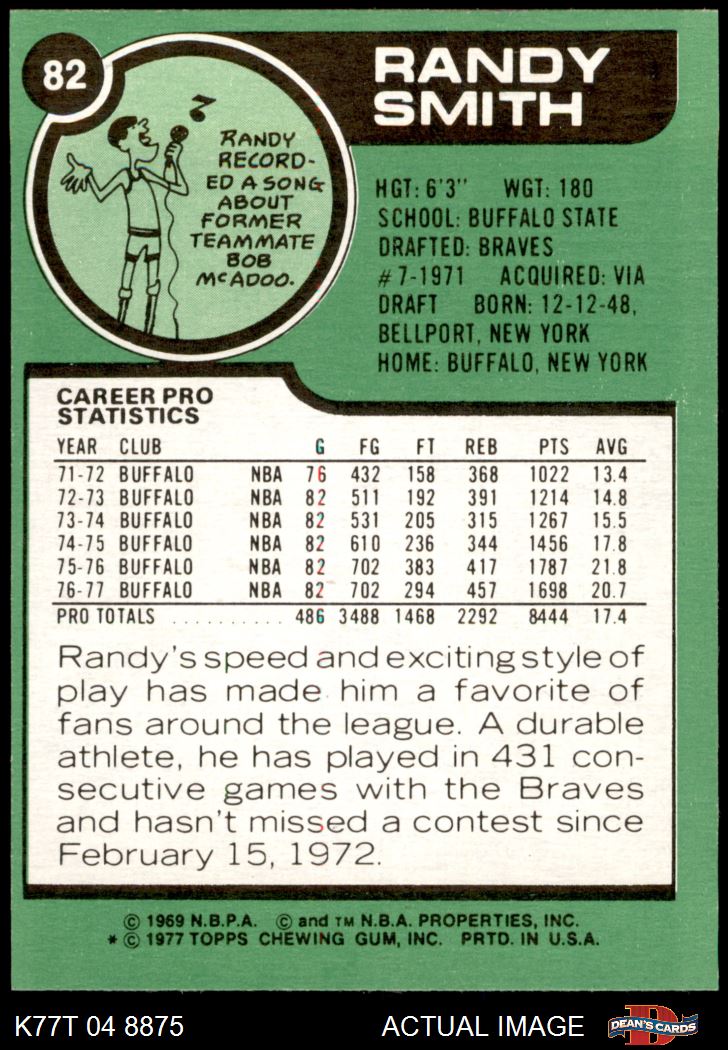 82
RANDY
SMITH
RANDY
RECORD-
ED A SONG
ABOUT
FORMER
TEAMMATE
BOB
McADOO.
HGT: 6'3" WGT: 180
SCHOOL: BUFFALO STATE
DRAFTED: BRAVES
#7-1971 ACQUIRED: VIA
DRAFT BORN: 12-12-48,
BELLPORT, NEW YORK
HOME: BUFFALO, NEW YORK
CAREER PRO
STATISTICS
YEAR CLUB G FG FT REB PTS AVG
71-72 BUFFALO NBA 76 432 158 368 1022 13.4
72-73 BUFFALO NBA 82 511 192 391 1214 14.8
73-74 BUFFALO NBA 82 531 205 315 1267 15.5
74-75 BUFFALO NBA 82 610 236 344 1456 17.8
75-76 BUFFALO NBA 82 702 383 417 1787 21.8
76-77 BUFFALO NBA 82 702 294 457 1698 20.7
PRO TOTALS .......... 486 3488 1468 2292 8444 17.4
Randy's speed and exciting style of
play has made him a favorite of
fans around the league. A durable
athlete, he has played in 431 con-
secutive games with the Braves
and hasn't missed a contest since
February 15, 1972.
© 1969 N.B.P.A. © and TM N.B.A. PROPERTIES, INC.
* © 1977 TOPPS CHEWING GUM, INC. PRTD. IN U.S.A.
K77T 04 8875 ACTUAL IMAGE DEAN'S CARDS